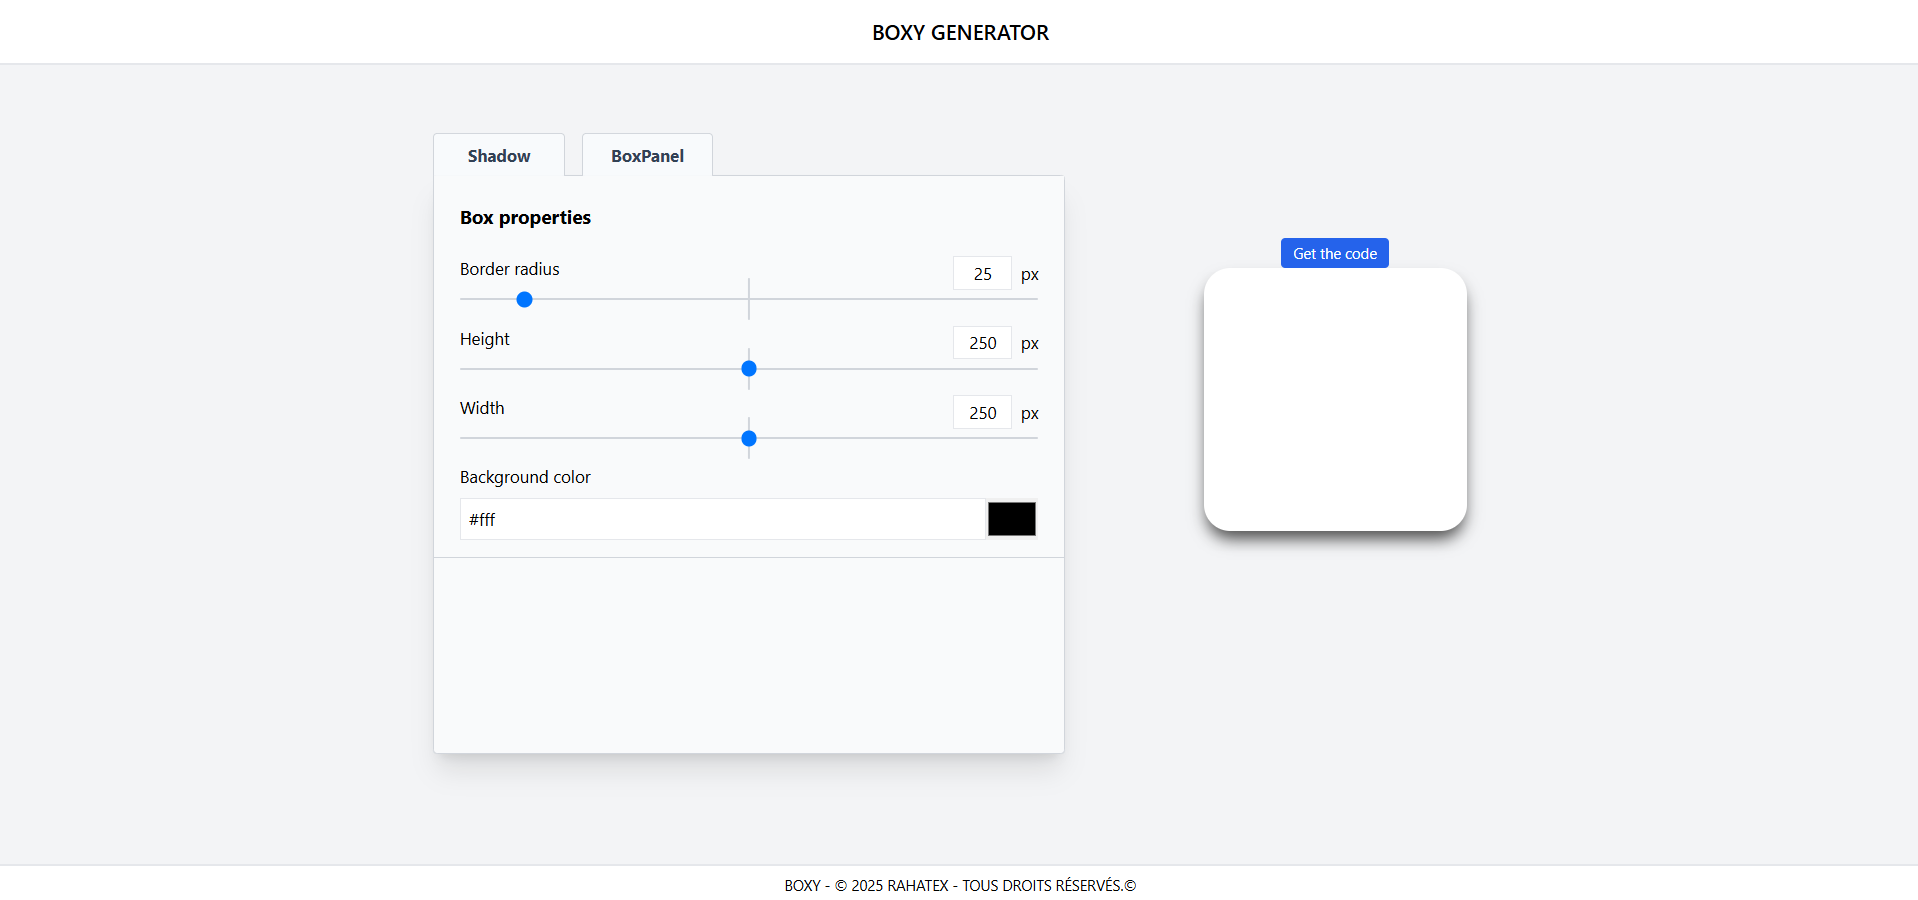 BOXY GENERATOR
Shadow BoxPanel
Box properties
Border radius 25 px
Height 250 px
Width 250 px
Background color
#fff
Get the code
BOXY - © 2025 RAHATEX - TOUS DROITS RÉSERVÉS.©